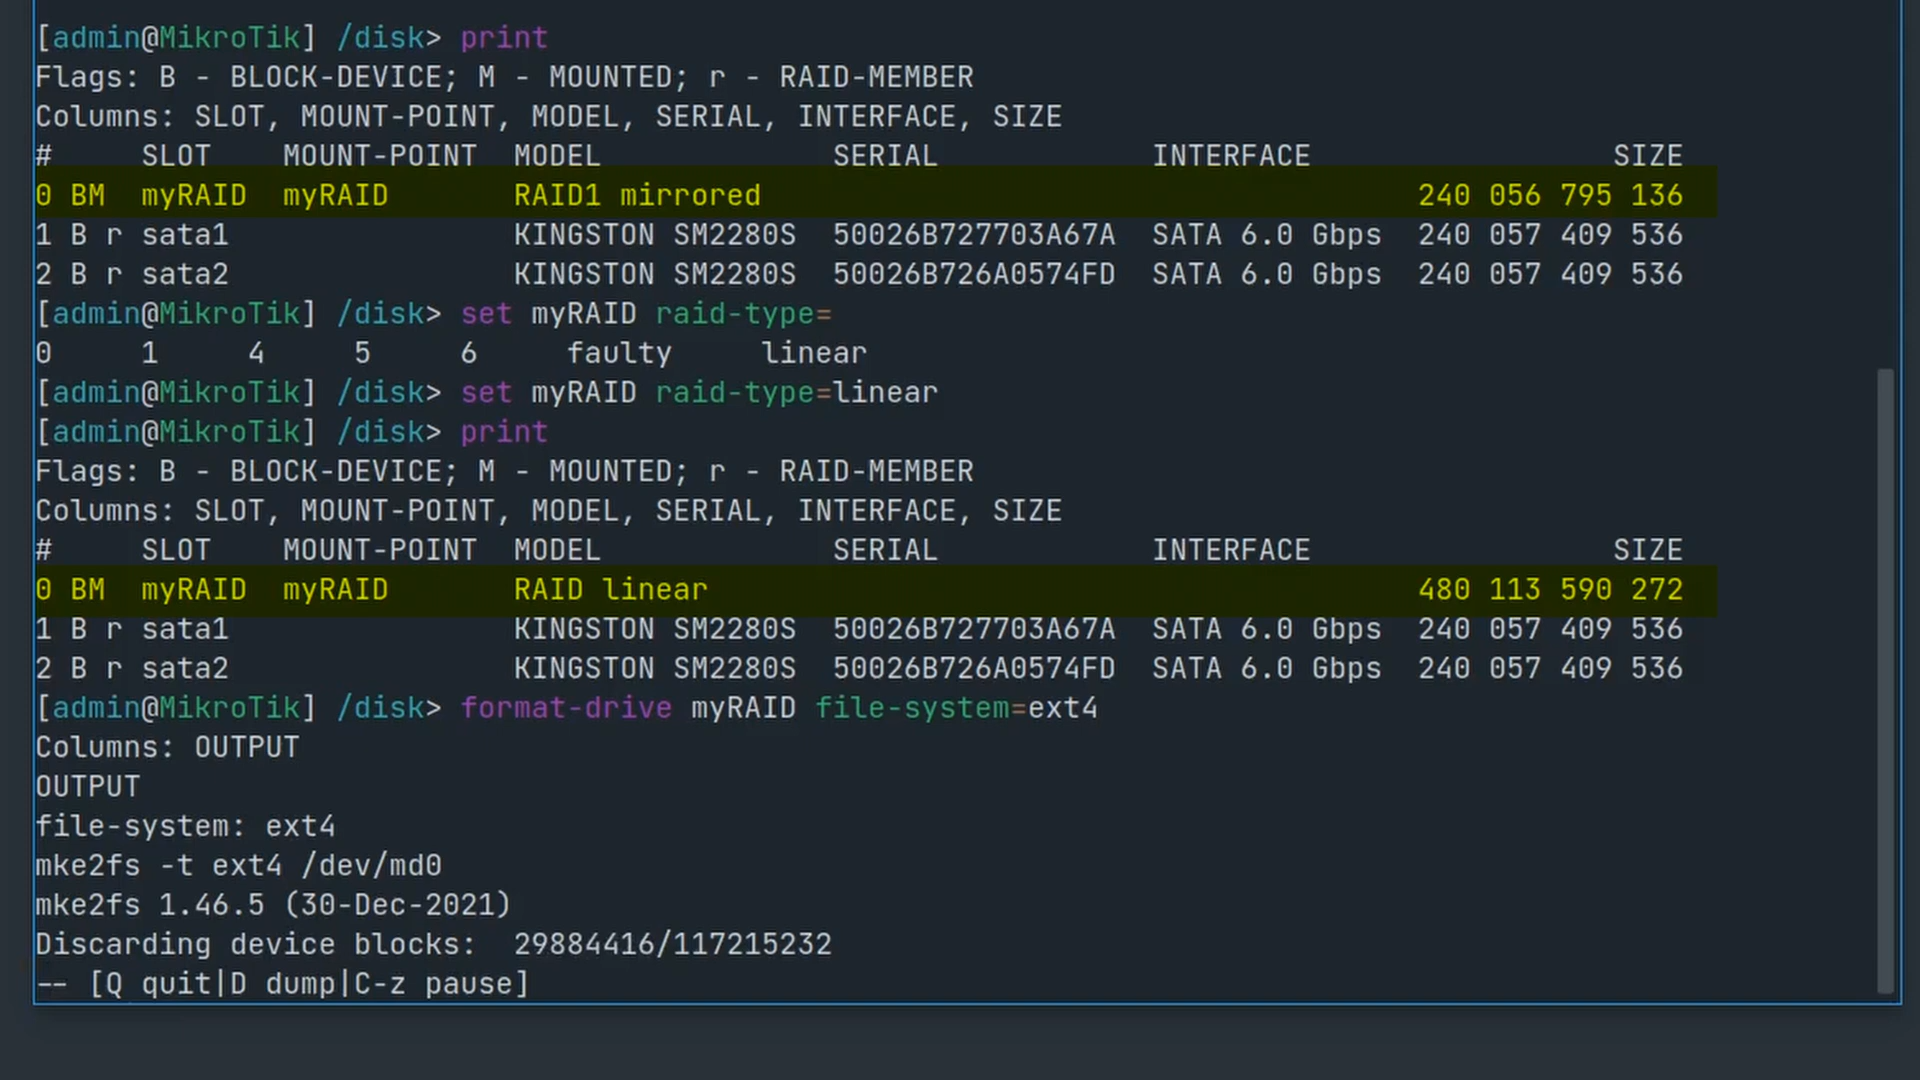 [admin@MikroTik] /disk> print
Flags: B - BLOCK-DEVICE; M - MOUNTED; r - RAID-MEMBER
Columns: SLOT, MOUNT-POINT, MODEL, SERIAL, INTERFACE, SIZE
#     SLOT    MOUNT-POINT  MODEL             SERIAL            INTERFACE                 SIZE
0 BM  myRAID  myRAID       RAID1 mirrored                                     240 056 795 136
1 B r sata1                KINGSTON SM2280S  50026B727703A67A  SATA 6.0 Gbps  240 057 409 536
2 B r sata2                KINGSTON SM2280S  50026B726A0574FD  SATA 6.0 Gbps  240 057 409 536
[admin@MikroTik] /disk> set myRAID raid-type=
0     1     4     5     6     faulty     linear
[admin@MikroTik] /disk> set myRAID raid-type=linear
[admin@MikroTik] /disk> print
Flags: B - BLOCK-DEVICE; M - MOUNTED; r - RAID-MEMBER
Columns: SLOT, MOUNT-POINT, MODEL, SERIAL, INTERFACE, SIZE
#     SLOT    MOUNT-POINT  MODEL             SERIAL            INTERFACE                 SIZE
0 BM  myRAID  myRAID       RAID linear                                        480 113 590 272
1 B r sata1                KINGSTON SM2280S  50026B727703A67A  SATA 6.0 Gbps  240 057 409 536
2 B r sata2                KINGSTON SM2280S  50026B726A0574FD  SATA 6.0 Gbps  240 057 409 536
[admin@MikroTik] /disk> format-drive myRAID file-system=ext4
Columns: OUTPUT
OUTPUT
file-system: ext4
mke2fs -t ext4 /dev/md0
mke2fs 1.46.5 (30-Dec-2021)
Discarding device blocks:  29884416/117215232
-- [Q quit|D dump|C-z pause]